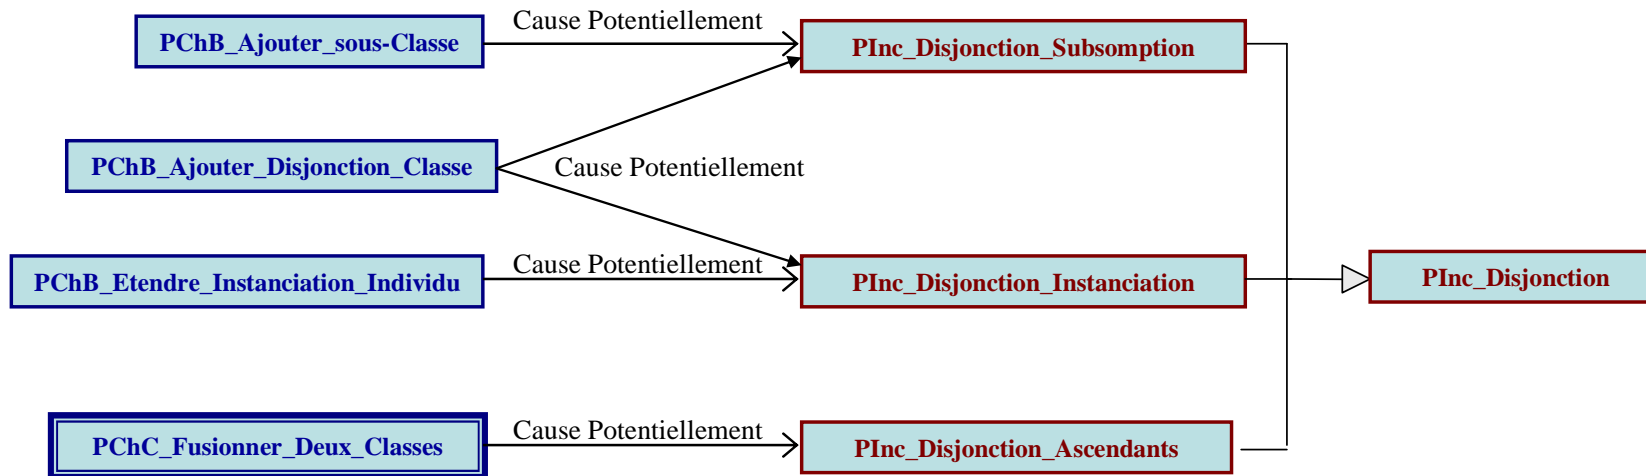 Cause Potentiellement
PChB_Ajouter_sous-Classe
PInc_Disjonction_Subsomption
PChB_Ajouter_Disjonction_Classe
Cause Potentiellement
Cause Potentiellement
PChB_Etendre_Instanciation_Individu
PInc_Disjonction_Instanciation
PInc_Disjonction
Cause Potentiellement
PChC_Fusionner_Deux_Classes
PInc_Disjonction_Ascendants